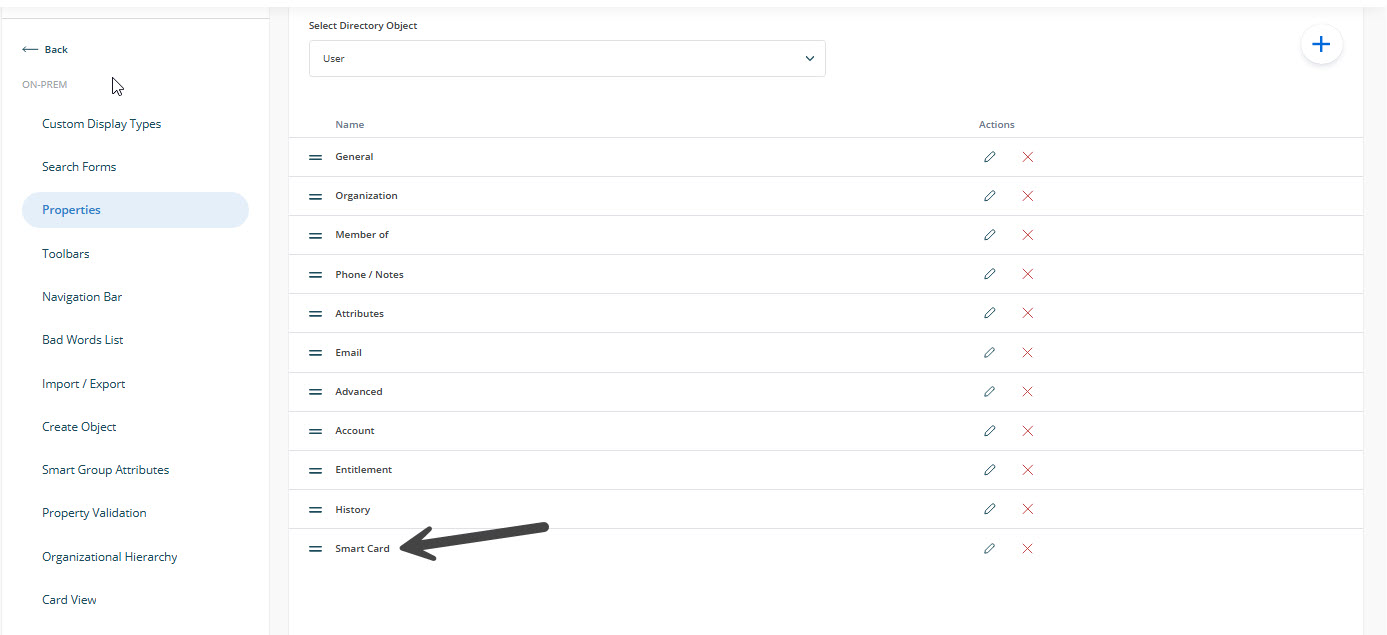 Back
ON-PREM
Custom Display Types
Search Forms
Properties
Toolbars
Navigation Bar
Bad Words List
Import / Export
Create Object
Smart Group Attributes
Property Validation
Organizational Hierarchy
Card View
Select Directory Object
User
Name Actions
General
Organization
Member of
Phone / Notes
Attributes
Email
Advanced
Account
Entitlement
History
Smart Card